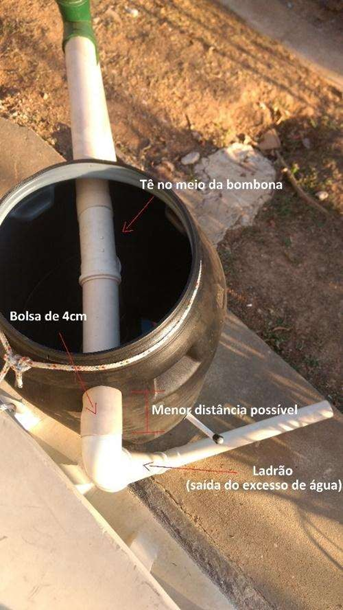 Tê no meio da bombona
Bolsa de 4cm
Menor distância possível
Ladrão
(saída do excesso de água)